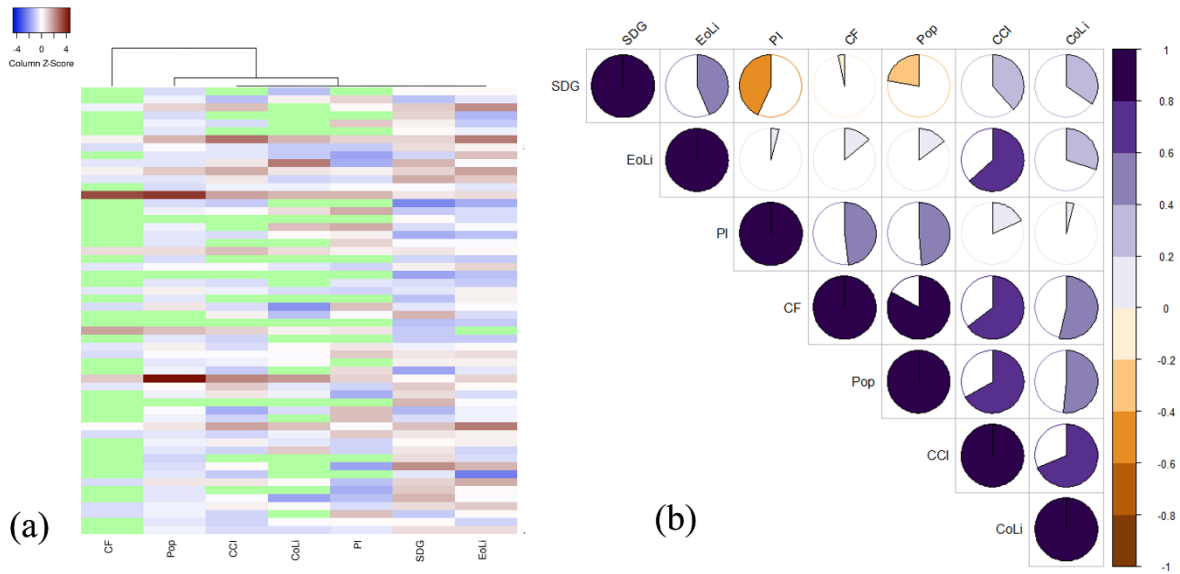 -4 0 4
Column Z-Score
CF Pop CCI CoLi PI SDG EoLi
(a)
SDG EoLi PI CF Pop CCI CoLi
SDG
EoLi
PI
CF
Pop
CCI
CoLi
1
0.8
0.6
0.4
0.2
0
-0.2
-0.4
-0.6
-0.8
-1
(b)